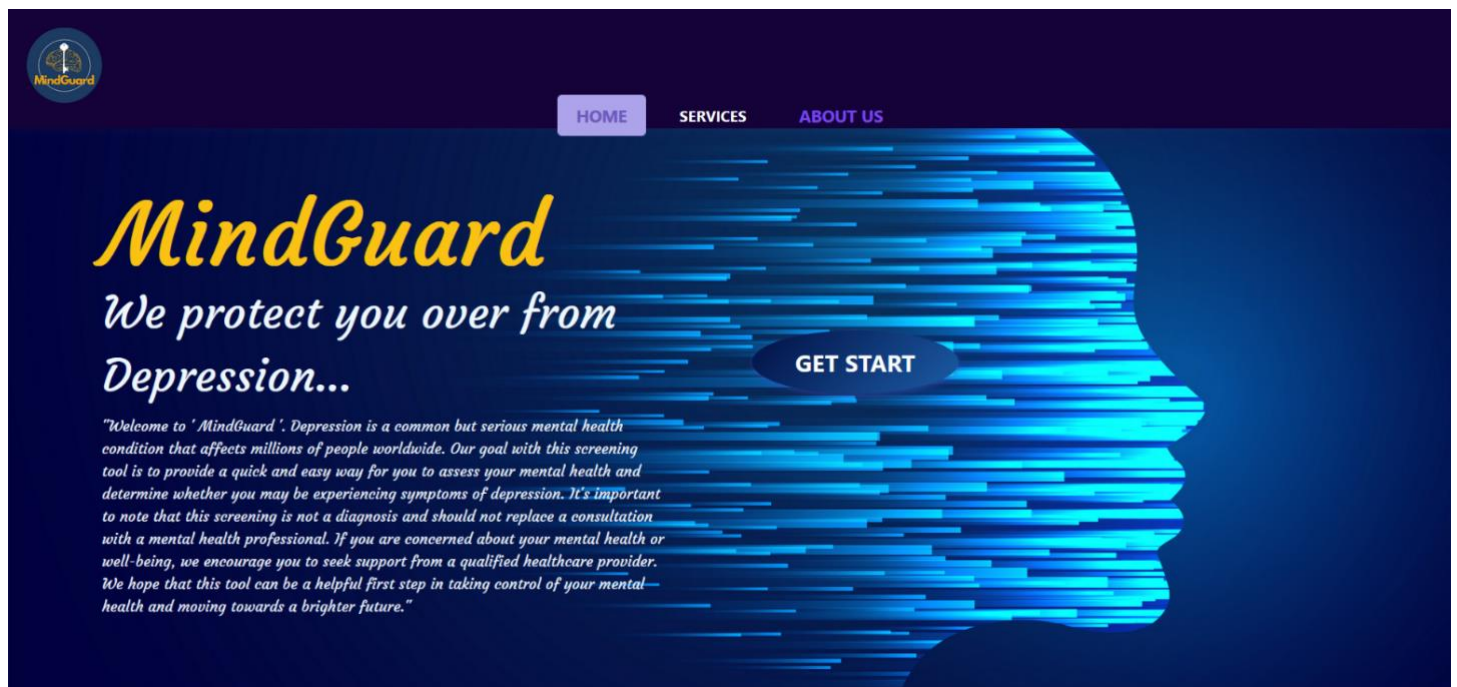 MindGuard
HOME SERVICES ABOUT US
MindGuard
We protect you over from
Depression...
GET START
"Welcome to ' MindGuard '. Depression is a common but serious mental health
condition that affects millions of people worldwide. Our goal with this screening
tool is to provide a quick and easy way for you to assess your mental health and
determine whether you may be experiencing symptoms of depression. It's important
to note that this screening is not a diagnosis and should not replace a consultation
with a mental health professional. If you are concerned about your mental health or
well-being, we encourage you to seek support from a qualified healthcare provider.
We hope that this tool can be a helpful first step in taking control of your mental
health and moving towards a brighter future."